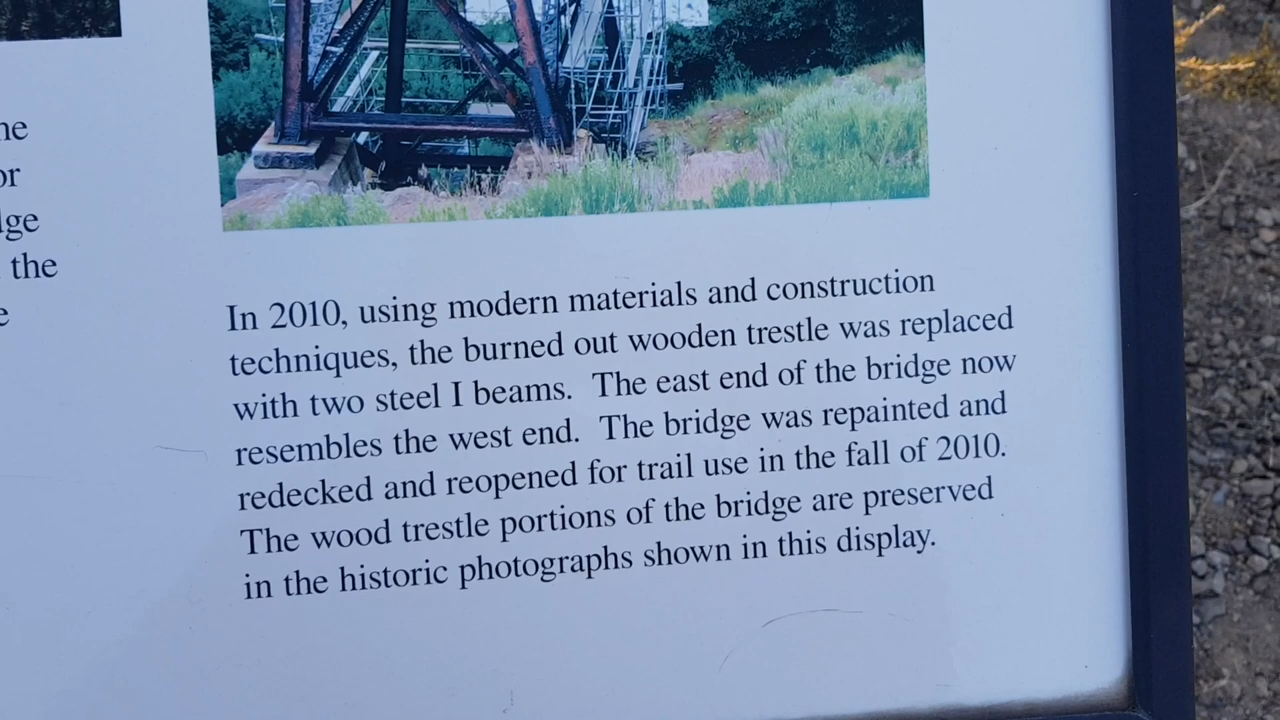 the
In 2010, using modern materials and construction
techniques, the burned out wooden trestle was replaced
with two steel I beams.  The east end of the bridge now
resembles the west end.  The bridge was repainted and
redecked and reopened for trail use in the fall of 2010.
The wood trestle portions of the bridge are preserved
in the historic photographs shown in this display.